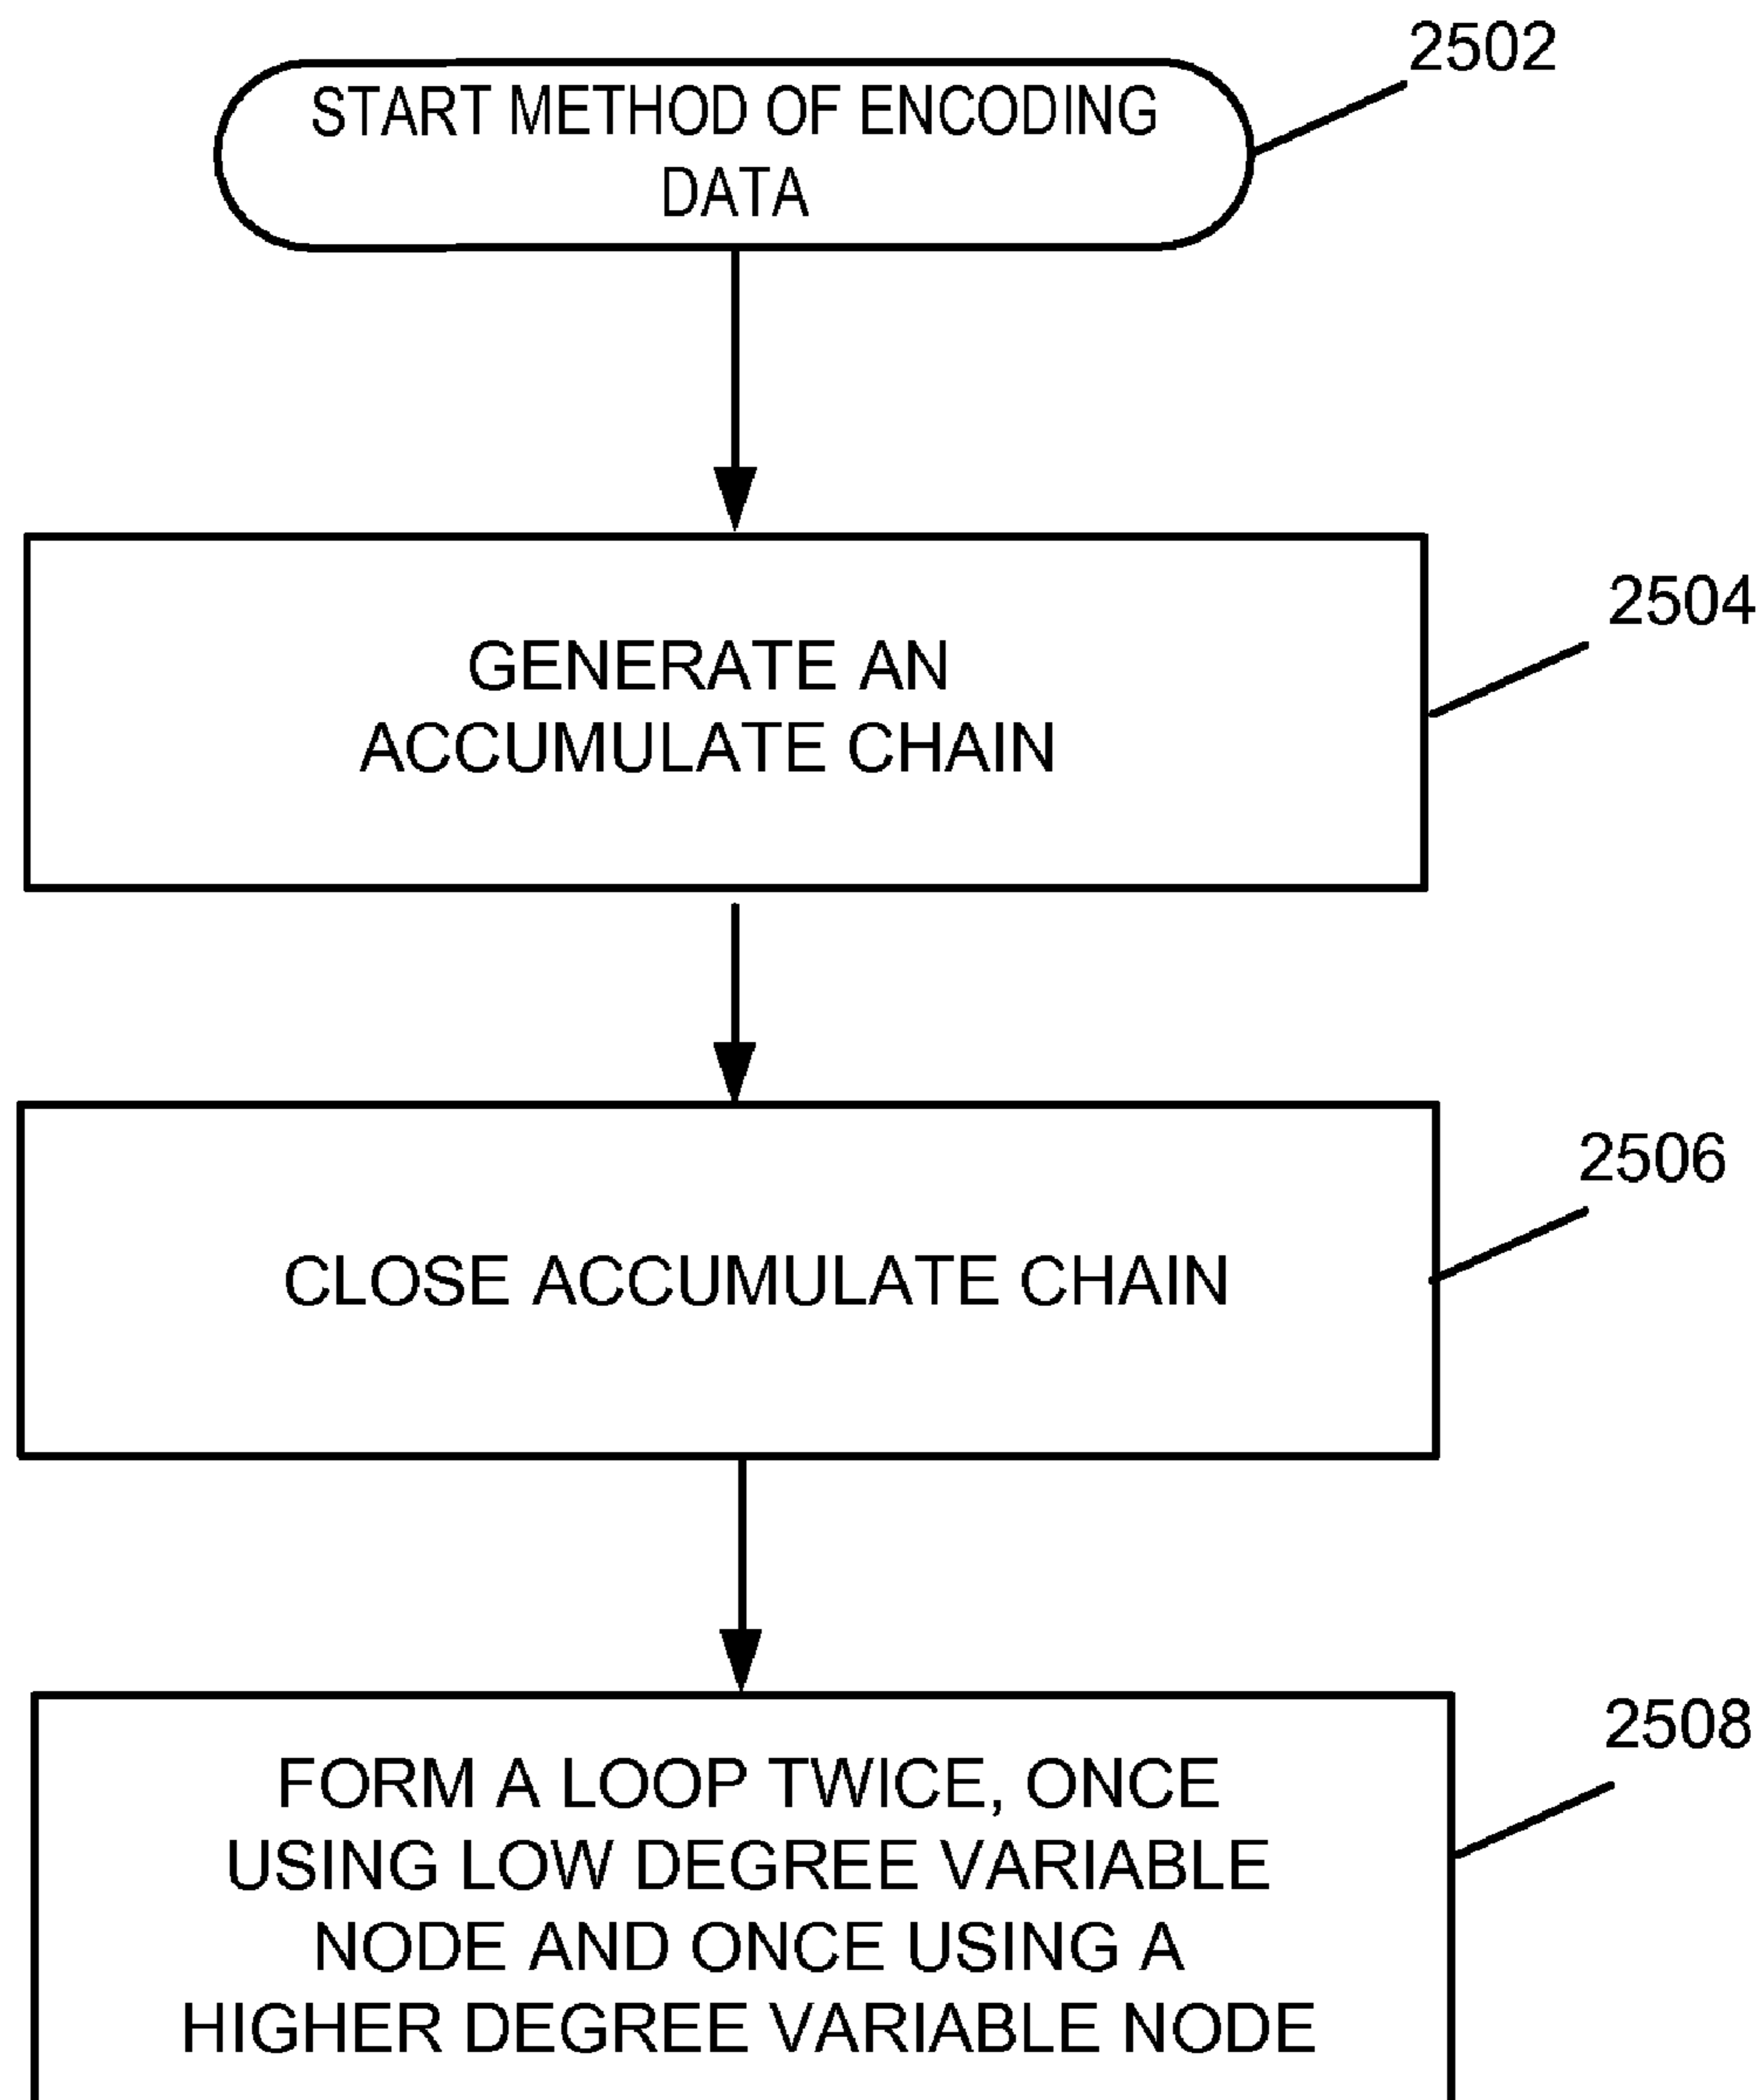 2502
START METHOD OF ENCODING
DATA
2504
GENERATE AN
ACCUMULATE CHAIN
2506
CLOSE ACCUMULATE CHAIN
2508
FORM A LOOP TWICE, ONCE
USING LOW DEGREE VARIABLE
NODE AND ONCE USING A
HIGHER DEGREE VARIABLE NODE